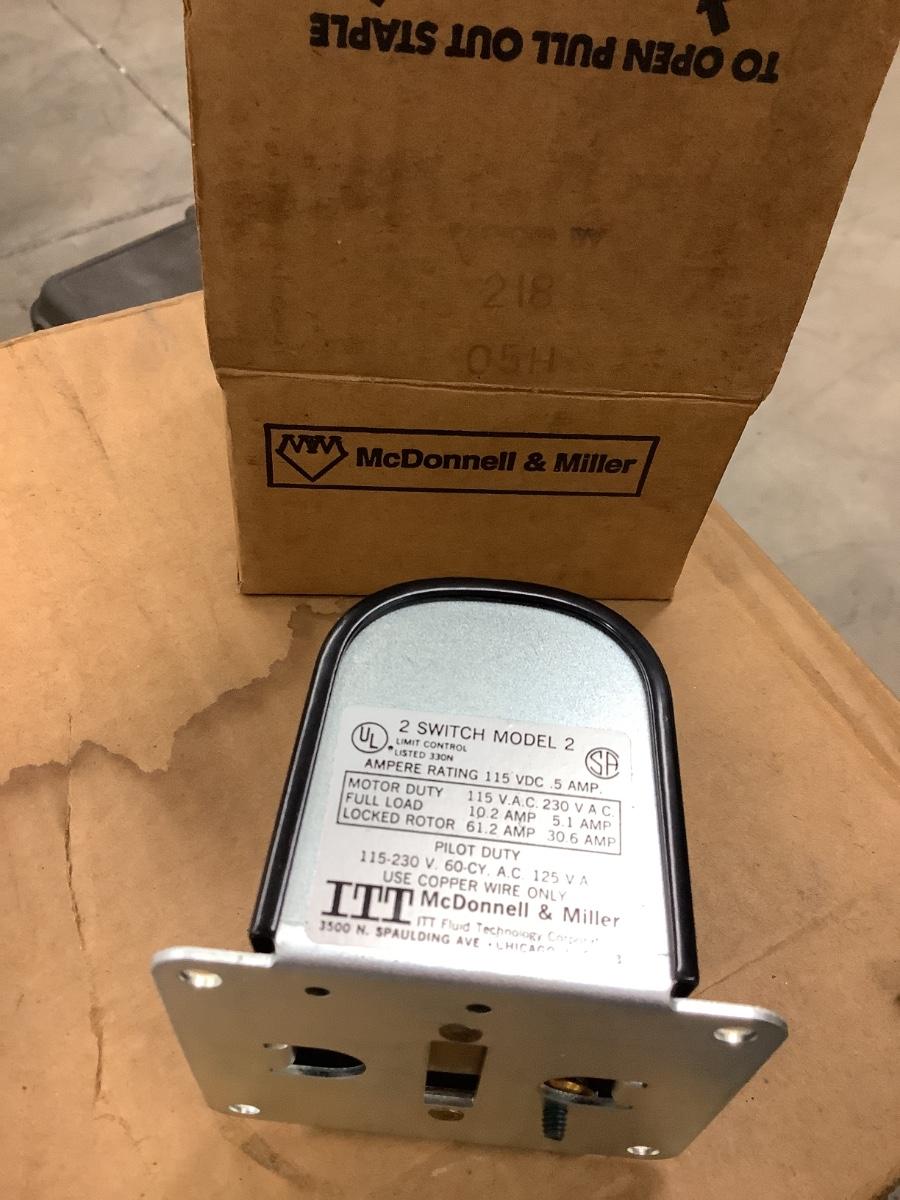 TO OPEN PULL OUT STAPLE
218
05H
McDonnell & Miller
UL
2 SWITCH MODEL 2
LIMIT CONTROL
LISTED 330N
SA
AMPERE RATING 115 VDC .5 AMP.
MOTOR DUTY 115 V.A.C. 230 V A C.
FULL LOAD 10.2 AMP 5.1 AMP
LOCKED ROTOR 61.2 AMP 30.6 AMP
PILOT DUTY
115-230 V. 60-CY. A.C. 125 V A
USE COPPER WIRE ONLY
ITT McDonnell & Miller
ITT Fluid Technology
3500 N. SPAULDING AVE • CHICAGO